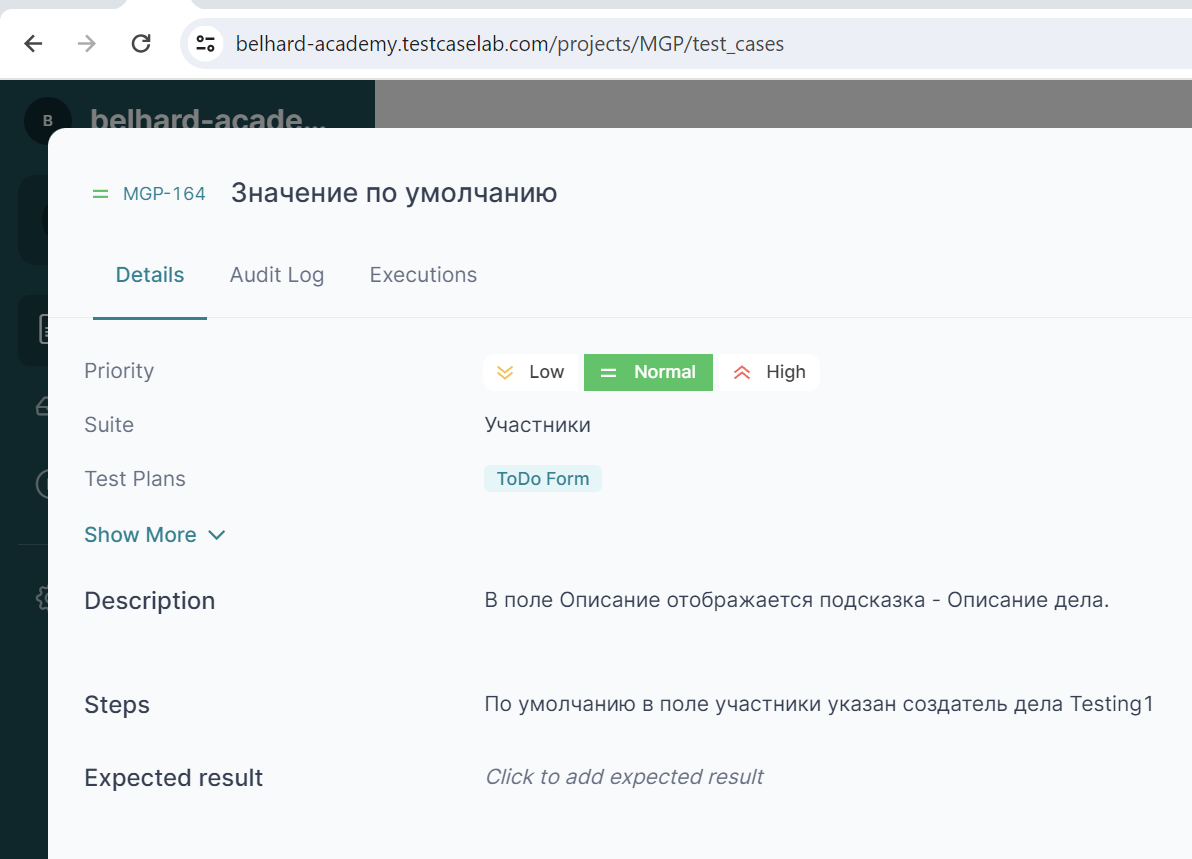 belhard-academy.testcaselab.com/projects/MGP/test_cases
B belhard-acade...
MGP-164 Значение по умолчанию
Details Audit Log Executions
Priority Low Normal High
Suite Участники
Test Plans ToDo Form
Show More
Description В поле Описание отображается подсказка - Описание дела.
Steps По умолчанию в поле участники указан создатель дела Testing1
Expected result Click to add expected result